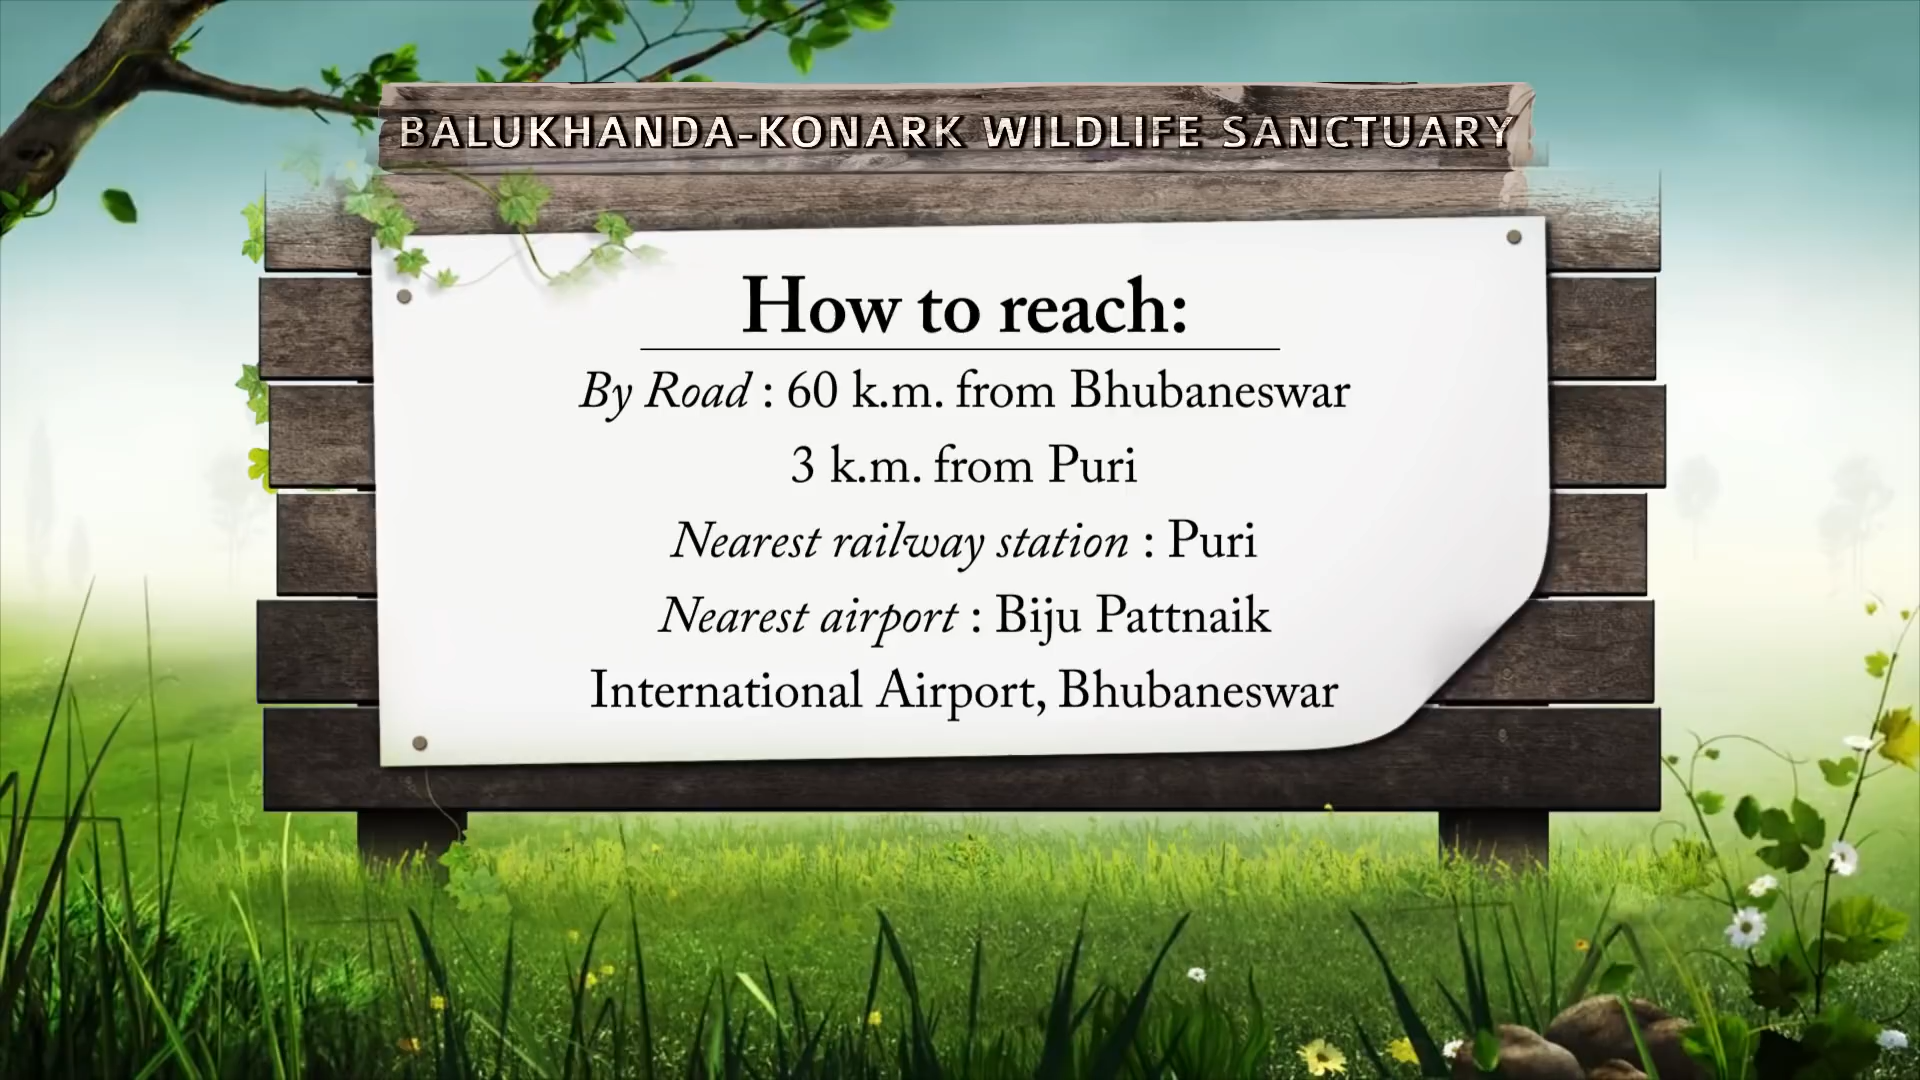 BALUKHANDA-KONARK WILDLIFE SANCTUARY
How to reach:
By Road : 60 k.m. from Bhubaneswar
3 k.m. from Puri
Nearest railway station : Puri
Nearest airport : Biju Pattnaik
International Airport, Bhubaneswar